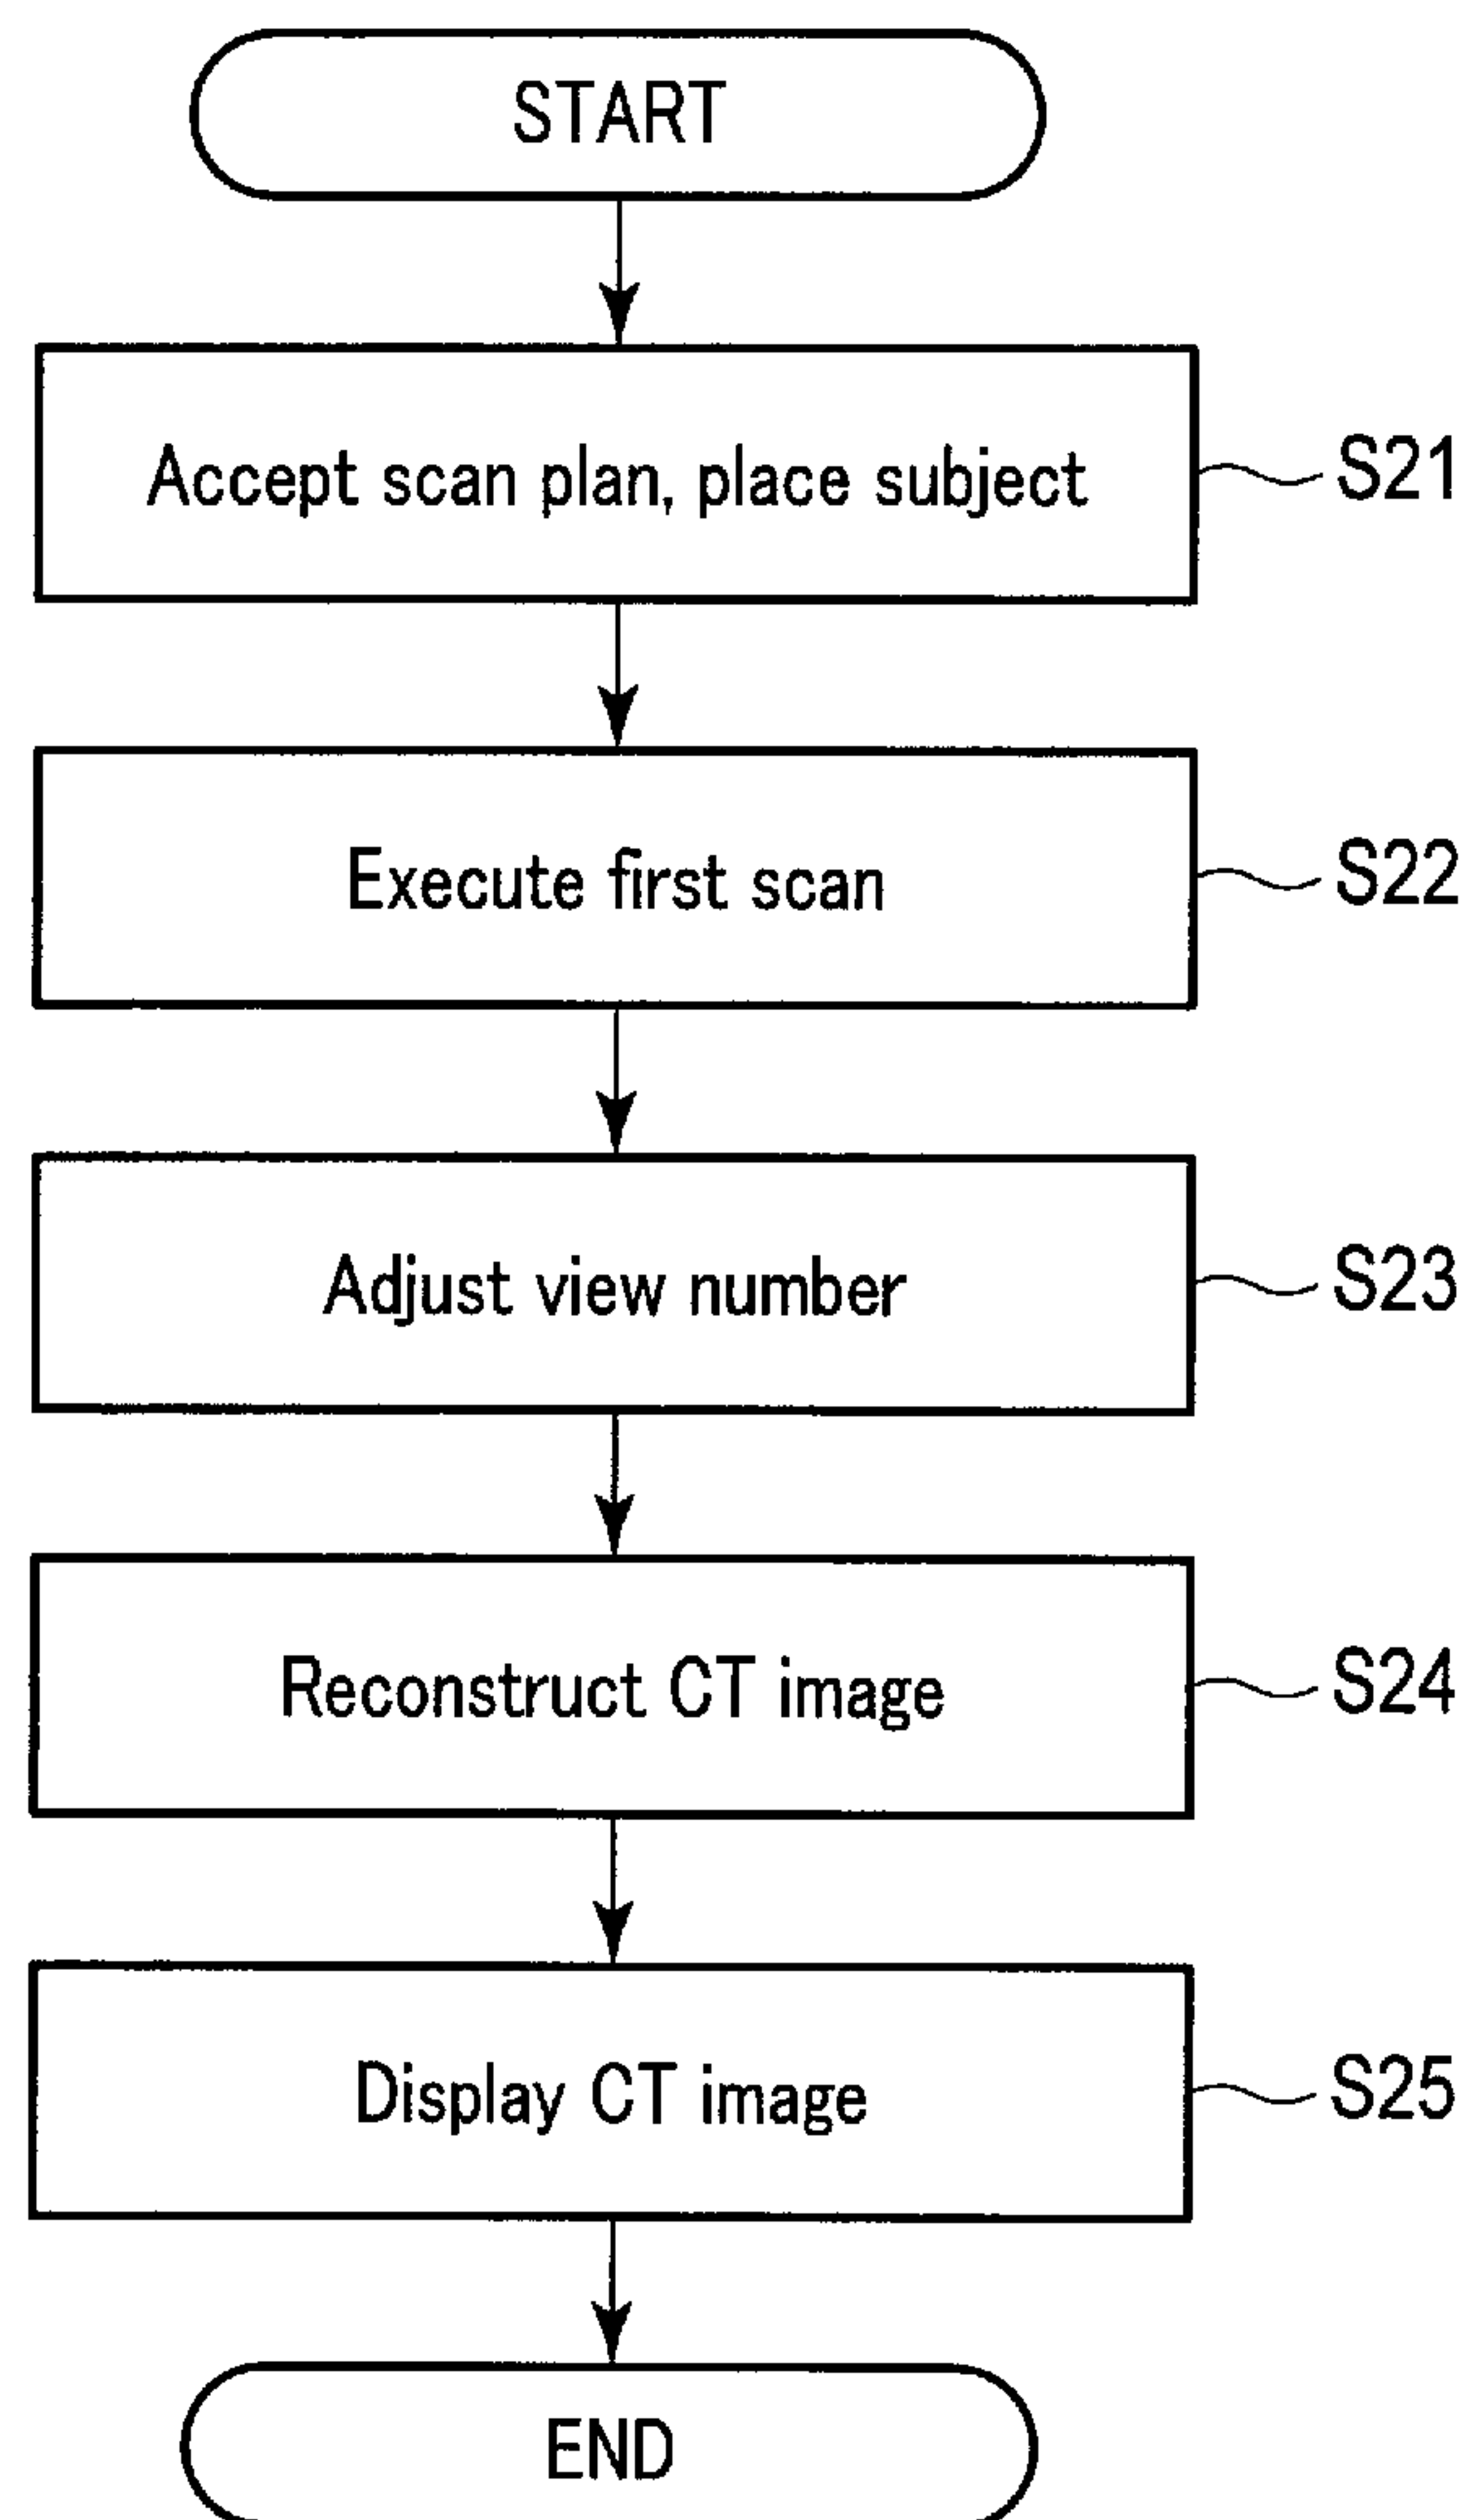 START
Accept scan plan, place subject
S21
Execute first scan
S22
Adjust view number
S23
Reconstruct CT image
S24
Display CT image
S25
END